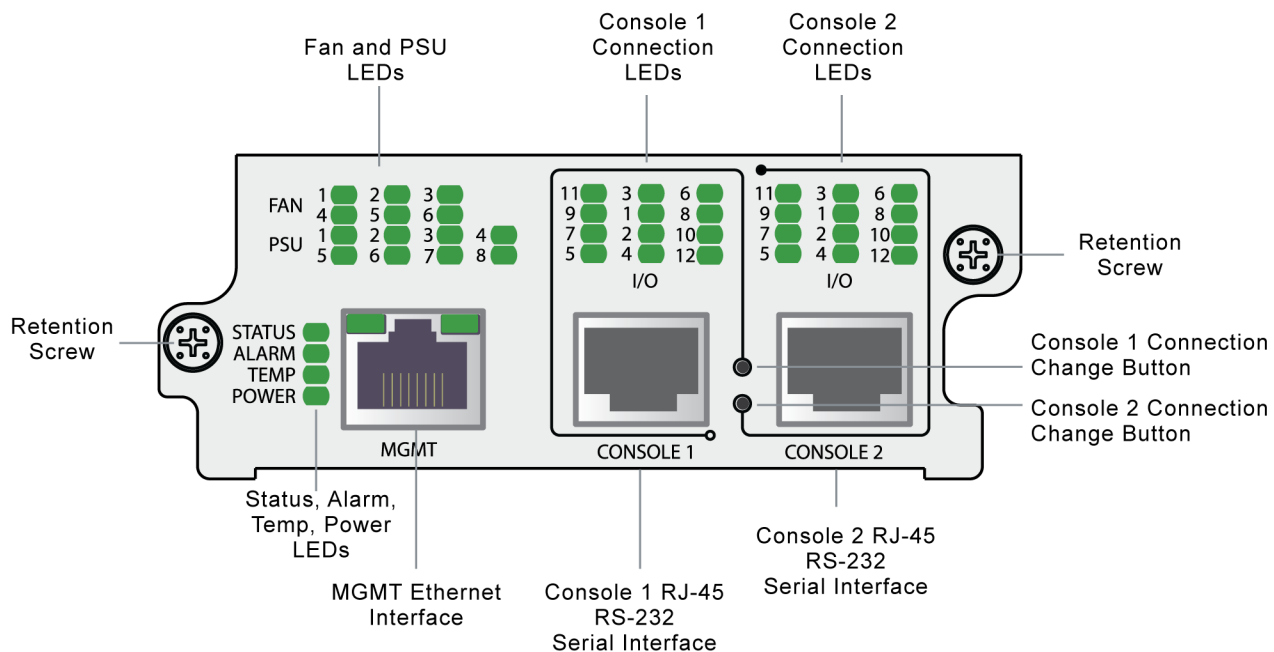 Fan and PSU
LEDs
Console 1
Connection
LEDs
Console 2
Connection
LEDs
FAN
1 2 3
4 5 6
PSU
1 2 3 4
5 6 7 8
11 3 6
9 1 8
7 2 10
5 4 12
I/O
11 3 6
9 1 8
7 2 10
5 4 12
I/O
Retention
Screw
Retention
Screw
STATUS
ALARM
TEMP
POWER
MGMT
CONSOLE 1
CONSOLE 2
Console 1 Connection
Change Button
Console 2 Connection
Change Button
Status, Alarm,
Temp, Power
LEDs
MGMT Ethernet
Interface
Console 1 RJ-45
RS-232
Serial Interface
Console 2 RJ-45
RS-232
Serial Interface